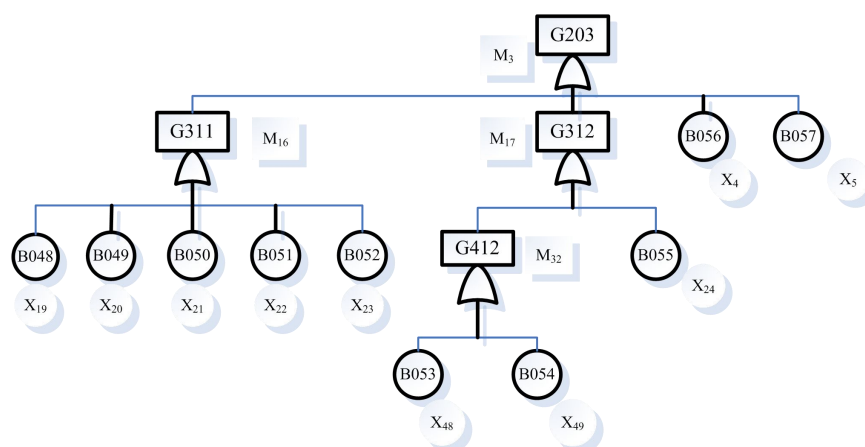 G203
M₃
G311
M₁₆
M₁₇
G312
B056
B057
X₄
X₅
B048
B049
B050
B051
B052
G412
M₃₂
B055
X₁₉
X₂₀
X₂₁
X₂₂
X₂₃
X₂₄
B053
B054
X₄₈
X₄₉